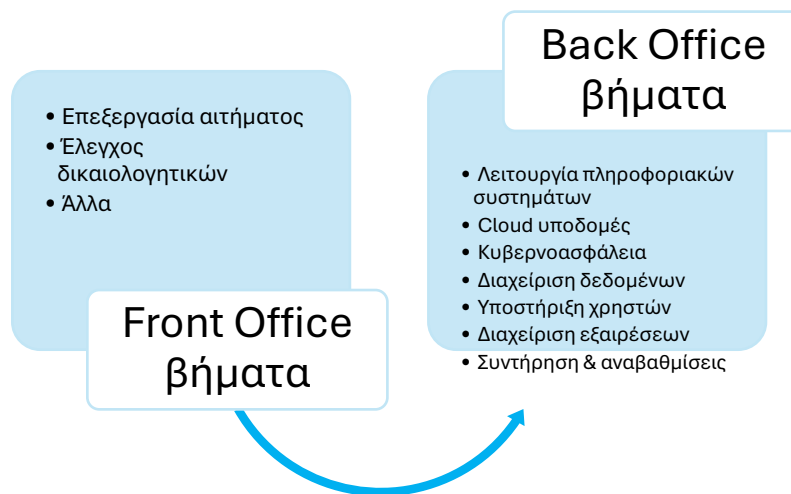 • Επεξεργασία αιτήματος
• Έλεγχος
δικαιολογητικών
• Άλλα
Front Office
βήματα
Back Office
βήματα
• Λειτουργία πληροφοριακών
συστημάτων
• Cloud υποδομές
• Κυβερνοασφάλεια
• Διαχείριση δεδομένων
• Υποστήριξη χρηστών
• Διαχείριση εξαιρέσεων
• Συντήρηση & αναβαθμίσεις